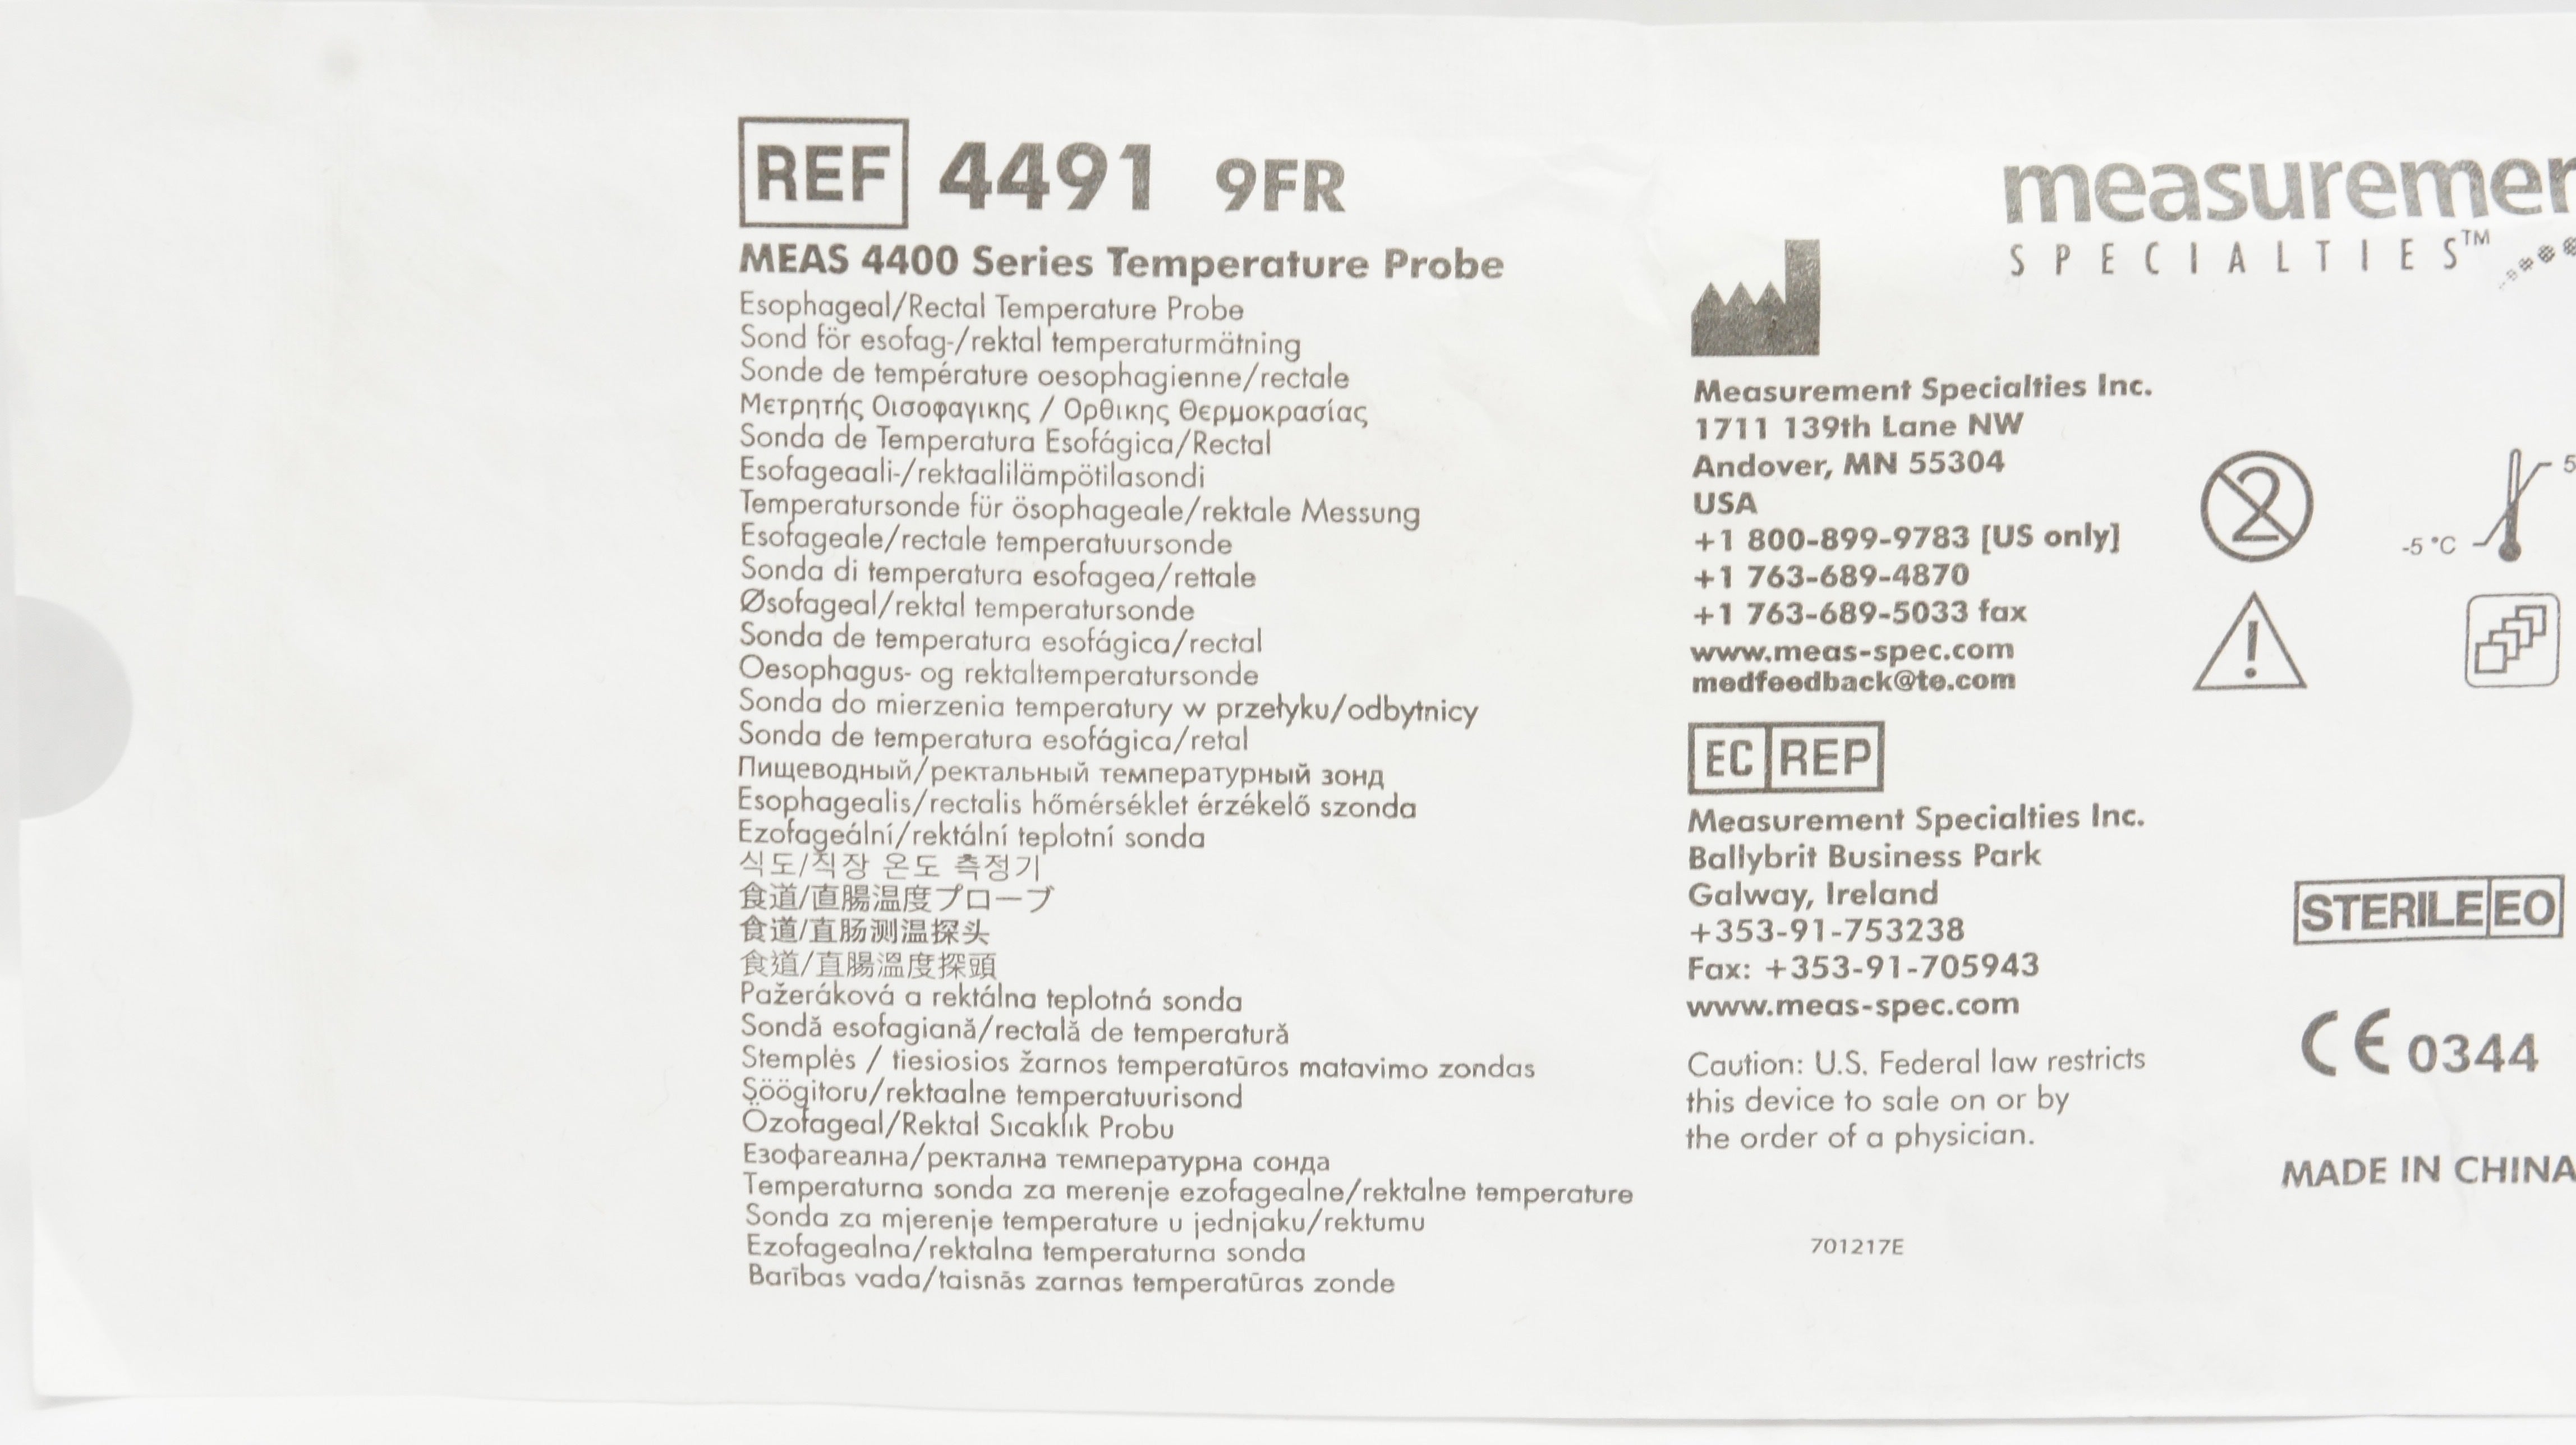 REF 4491 9FR
MEAS 4400 Series Temperature Probe
Esophageal/Rectal Temperature Probe
Sond för esofag-/rektal temperaturmätning
Sonde de température oesophagienne/rectale
Μετρητής Οισοφαγικης / Ορθικης Θερμοκρασίας
Sonda de Temperatura Esofágica/Rectal
Esofageaali-/rektaalilämpötilasondi
Temperatursonde für ösophageale/rektale Messung
Esofageale/rectale temperatuursonde
Sonda di temperatura esofagea/rettale
Øsofageal/rektal temperatursonde
Sonda de temperatura esofágica/rectal
Oesophagus- og rektaltemperatursonde
Sonda do mierzenia temperatury w przełyku/odbytnicy
Sonda de temperatura esofágica/retal
Пищеводный/ректальный температурный зонд
Esophagealis/rectalis hőmérséklet érzékelő szonda
Ezofageální/rektální teplotní sonda
식도/직장 온도 측정기
食道/直腸温度プローブ
食道/直肠测温探头
食道/直腸溫度探頭
Pažeráková a rektálna teplotná sonda
Sondă esofagiană/rectală de temperatură
Stemplės / tiesiosios žarnos temperatūros matavimo zondas
Söögitoru/rektaalne temperatuurisond
Özofageal/Rektal Sıcaklık Probu
Езофагеална/ректална температурна сонда
Temperaturna sonda za merenje ezofagealne/rektalne temperature
Sonda za mjerenje temperature u jednjaku/rektumu
Ezofagealna/rektalna temperaturna sonda
Barības vada/taisnās zarnas temperatūras zonde
measuremen
SPECIALTIES™
Measurement Specialties Inc.
1711 139th Lane NW
Andover, MN 55304
USA
+1 800-899-9783 [US only]
+1 763-689-4870
+1 763-689-5033 fax
www.meas-spec.com
medfeedback@te.com
EC REP
Measurement Specialties Inc.
Ballybrit Business Park
Galway, Ireland
+353-91-753238
Fax: +353-91-705943
www.meas-spec.com
Caution: U.S. Federal law restricts
this device to sale on or by
the order of a physician.
701217E
2
-5 °C
STERILE EO
CE 0344
MADE IN CHINA